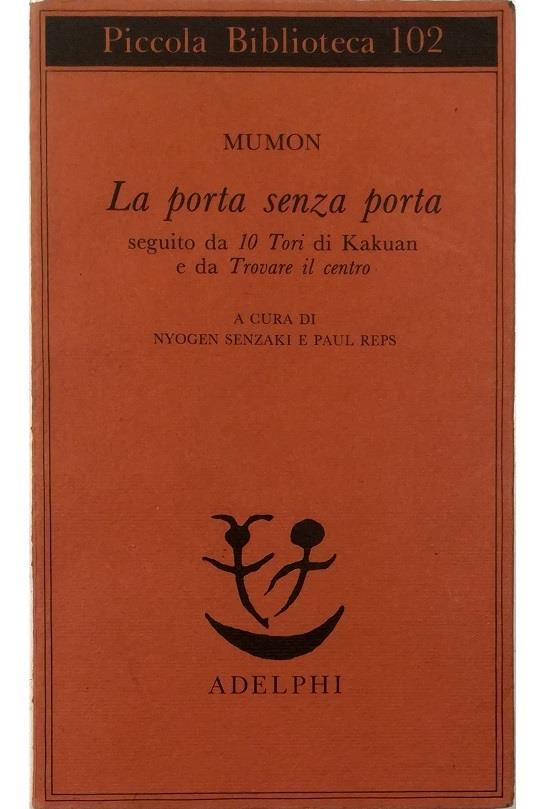 Piccola Biblioteca 102
MUMON
La porta senza porta
seguito da 10 Tori di Kakuan
e da Trovare il centro
A CURA DI
NYOGEN SENZAKI E PAUL REPS
ADELPHI